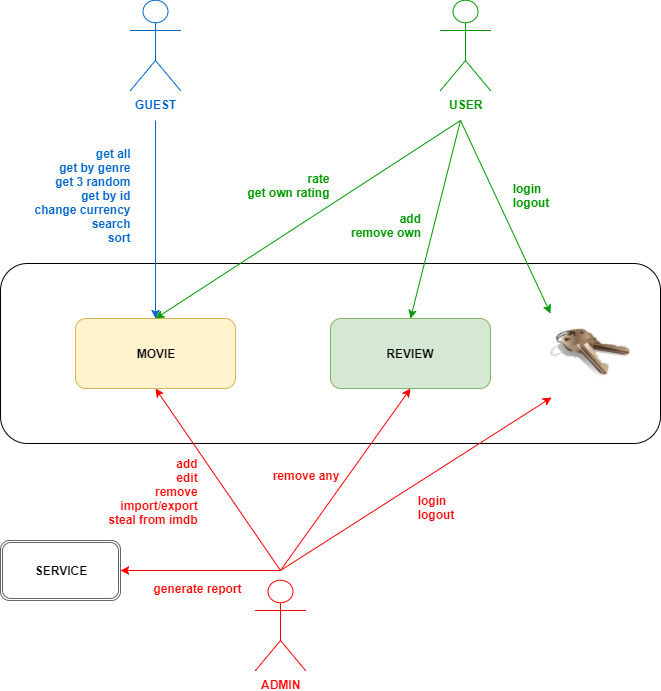 GUEST
USER
get all
get by genre
get 3 random
get by id
change currency
search
sort
rate
get own rating
add
remove own
login
logout
MOVIE
REVIEW
add
edit
remove
import/export
steal from imdb
remove any
login
logout
SERVICE
generate report
ADMIN